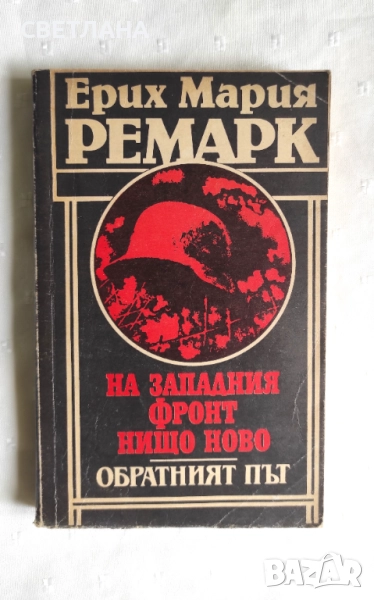 СВЕТЛАНА
Ерих Мария
РЕМАРК
НА ЗАПАДНИЯ
ФРОНТ
НИЩО НОВО
ОБРАТНИЯТ ПЪТ
BAZAR